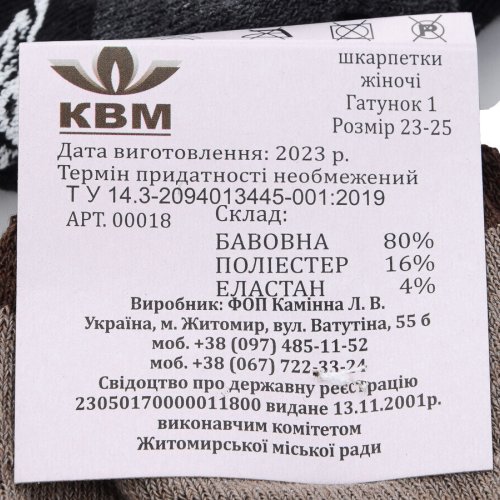 КВМ
шкарпетки
жіночі
Гатунок 1
Розмір 23-25
Дата виготовлення: 2023 р.
Термін придатності необмежений
Т У 14.3-2094013445-001:2019
АРТ. 00018
Склад:
БАВОВНА 80%
ПОЛІЕСТЕР 16%
ЕЛАСТАН 4%
Виробник: ФОП Камінна Л. В.
Україна, м. Житомир, вул. Ватутіна, 55 б
моб. +38 (097) 485-11-52
моб. +38 (067) 722-33-24
Свідоцтво про державну реєстрацію
23050170000011800 видане 13.11.2001р.
виконавчим комітетом
Житомирської міської ради